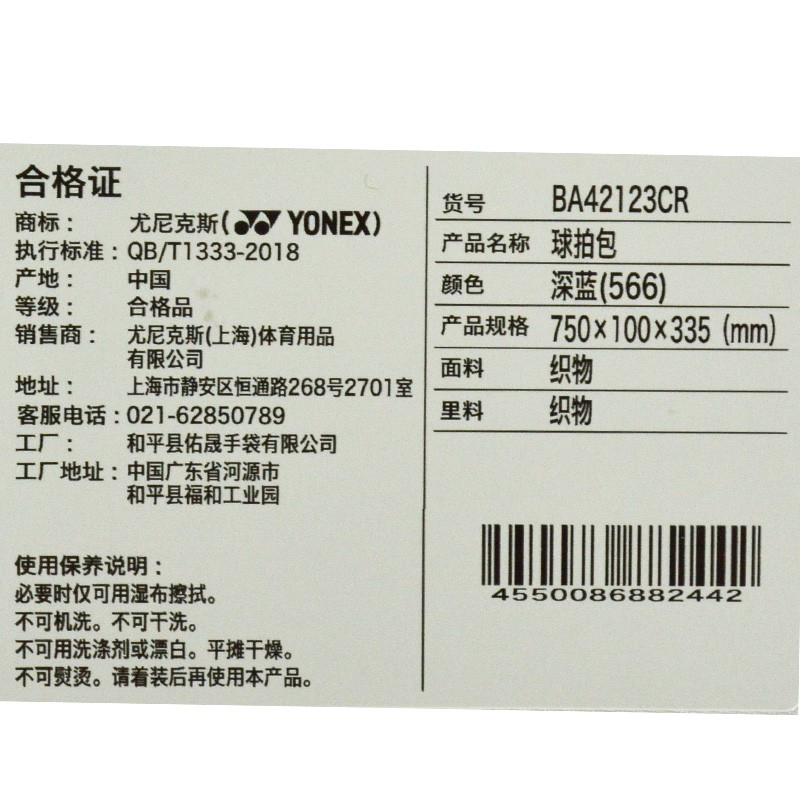 合格证
商标： 尤尼克斯(YONEX)
执行标准：QB/T1333-2018
产地： 中国
等级： 合格品
销售商： 尤尼克斯(上海)体育用品
有限公司
地址： 上海市静安区恒通路268号2701室
客服电话：021-62850789
工厂： 和平县佑晟手袋有限公司
工厂地址：中国广东省河源市
和平县福和工业园
使用保养说明：
必要时仅可用湿布擦拭。
不可机洗。不可干洗。
不可用洗涤剂或漂白。平摊干燥。
不可熨烫。请着装后再使用本产品。
货号 BA42123CR
产品名称 球拍包
颜色 深蓝(566)
产品规格 750×100×335 (mm)
面料 织物
里料 织物
4550086882442